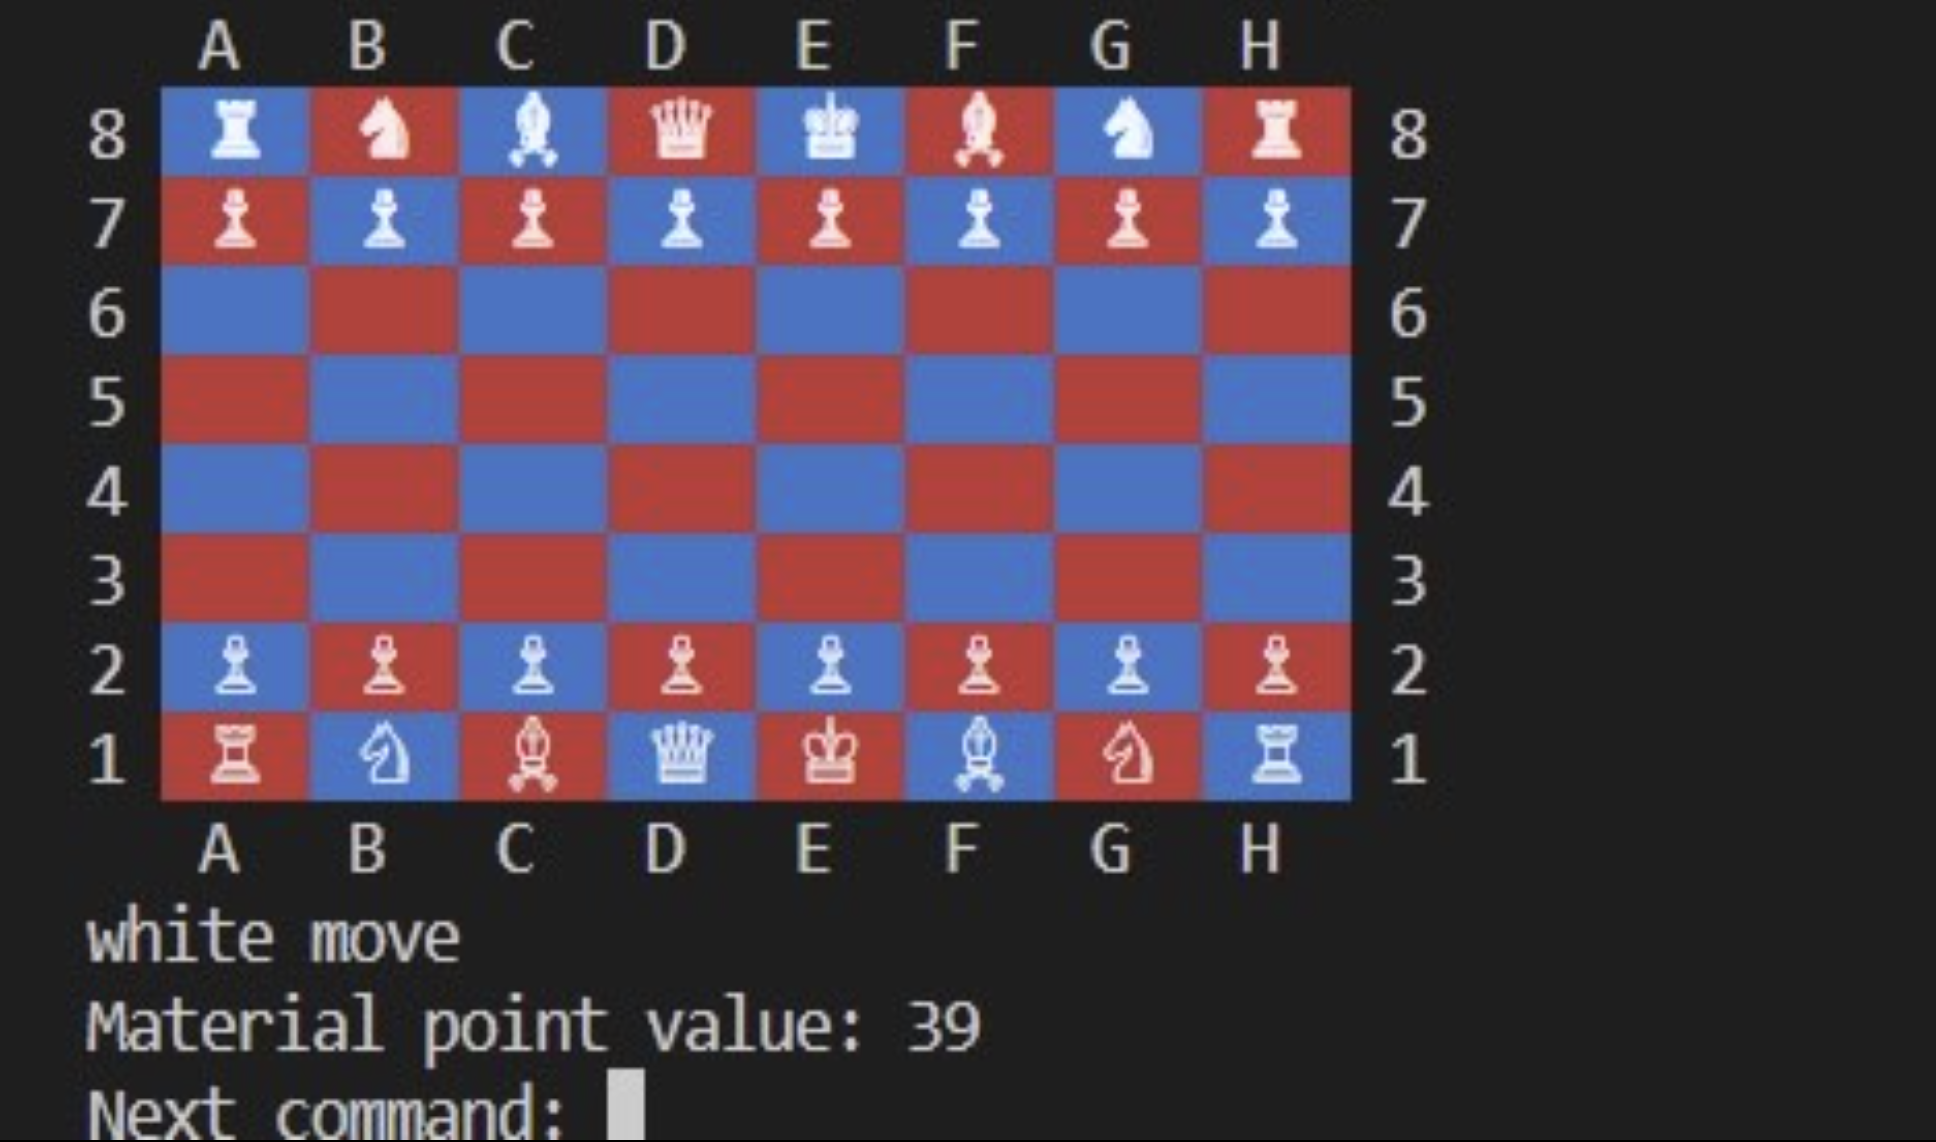 A B C D E F G H
8 ♜ ♞ ♝ ♛ ♚ ♝ ♞ ♜ 8
7 ♟ ♟ ♟ ♟ ♟ ♟ ♟ ♟ 7
6 6
5 5
4 4
3 3
2 ♙ ♙ ♙ ♙ ♙ ♙ ♙ ♙ 2
1 ♖ ♘ ♗ ♕ ♔ ♗ ♘ ♖ 1
A B C D E F G H
white move
Material point value: 39
Next command: